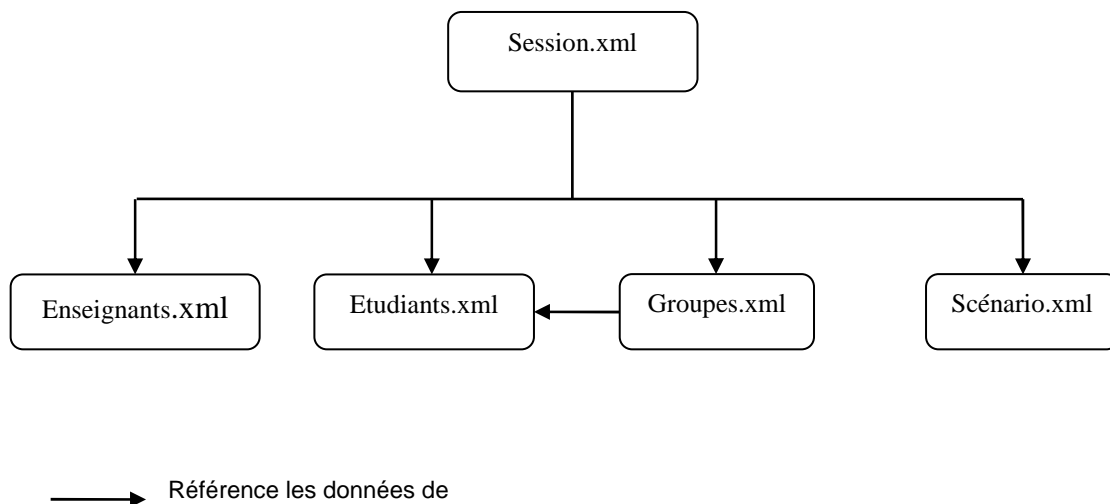 Session.xml
Enseignants.xml
Etudiants.xml
Groupes.xml
Scénario.xml
Référence les données de